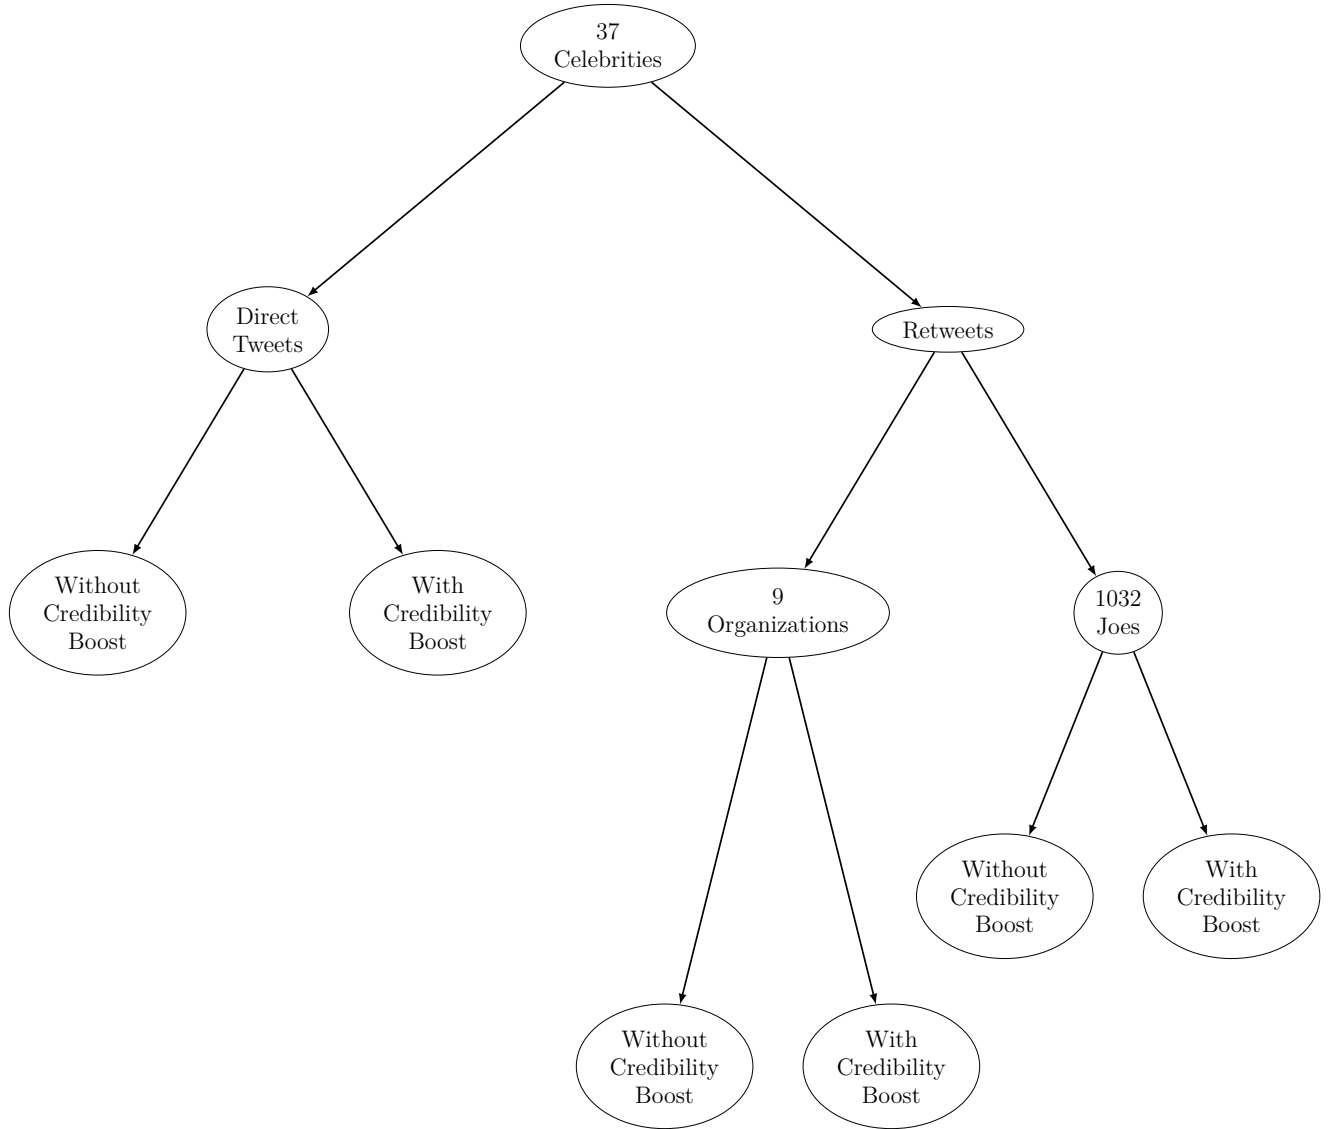 37
Celebrities
Direct
Tweets
Retweets
Without
Credibility
Boost
With
Credibility
Boost
9
Organizations
1032
Joes
Without
Credibility
Boost
With
Credibility
Boost
Without
Credibility
Boost
With
Credibility
Boost